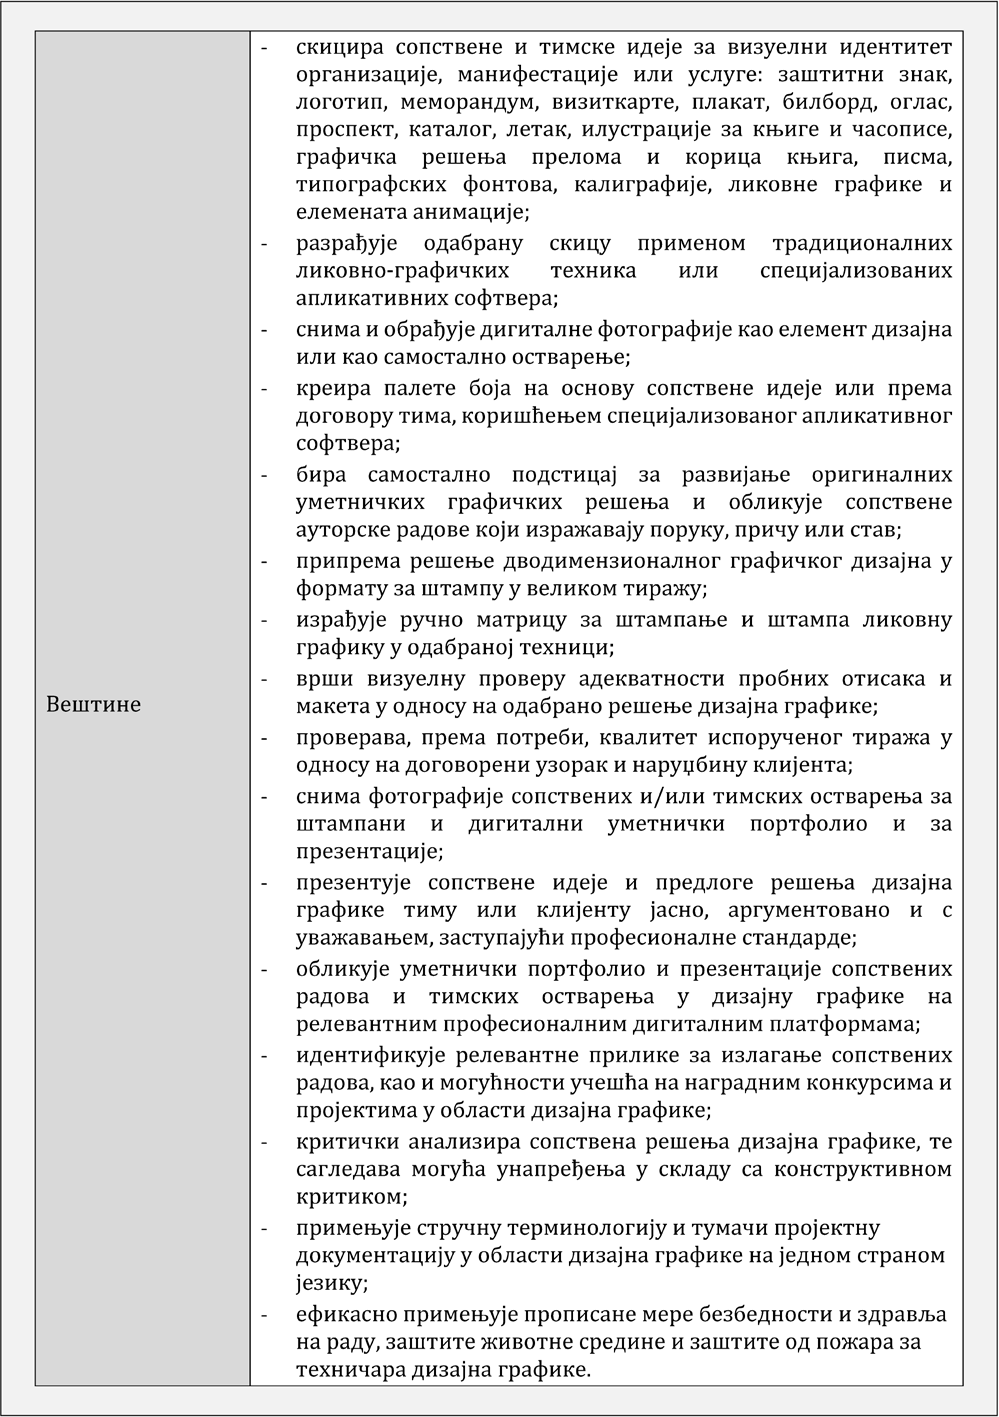 Вештине
- скицира сопствене и тимске идеје за визуелни идентитет
организације, манифестације или услуге: заштитни знак,
логотип, меморандум, визиткарте, плакат, билборд, оглас,
проспект, каталог, летак, илустрације за књиге и часописе,
графичка решења прелома и корица књига, писма,
типографских фонтова, калиграфије, ликовне графике и
елемената анимације;
- разрађује одабрану скицу применом традиционалних
ликовно-графичких техника или специјализованих
апликативних софтвера;
- снима и обрађује дигиталне фотографије као елемент дизајна
или као самостално остварење;
- креира палете боја на основу сопствене идеје или према
договору тима, коришћењем специјализованог апликативног
софтвера;
- бира самостално подстицај за развијање оригиналних
уметничких графичких решења и обликује сопствене
ауторске радове који изражавају поруку, причу или став;
- припрема решење дводимензионалног графичког дизајна у
формату за штампу у великом тиражу;
- израђује ручно матрицу за штампање и штампа ликовну
графику у одабраној техници;
- врши визуелну проверу адекватности пробних отисака и
макета у односу на одабрано решење дизајна графике;
- проверава, према потреби, квалитет испорученог тиража у
односу на договорени узорак и наруџбину клијента;
- снима фотографије сопствених и/или тимских остварења за
штампани и дигитални уметнички портфолио и за
презентације;
- презентује сопствене идеје и предлоге решења дизајна
графике тиму или клијенту јасно, аргументовано и с
уважавањем, заступајући професионалне стандарде;
- обликује уметнички портфолио и презентације сопствених
радова и тимских остварења у дизајну графике на
релевантним професионалним дигиталним платформама;
- идентификује релевантне прилике за излагање сопствених
радова, као и могућности учешћа на наградним конкурсима и
пројектима у области дизајна графике;
- критички анализира сопствена решења дизајна графике, те
сагледава могућа унапређења у складу са конструктивном
критиком;
- примењује стручну терминологију и тумачи пројектну
документацију у области дизајна графике на једном страном
језику;
- ефикасно примењује прописане мере безбедности и здравља
на раду, заштите животне средине и заштите од пожара за
техничара дизајна графике.